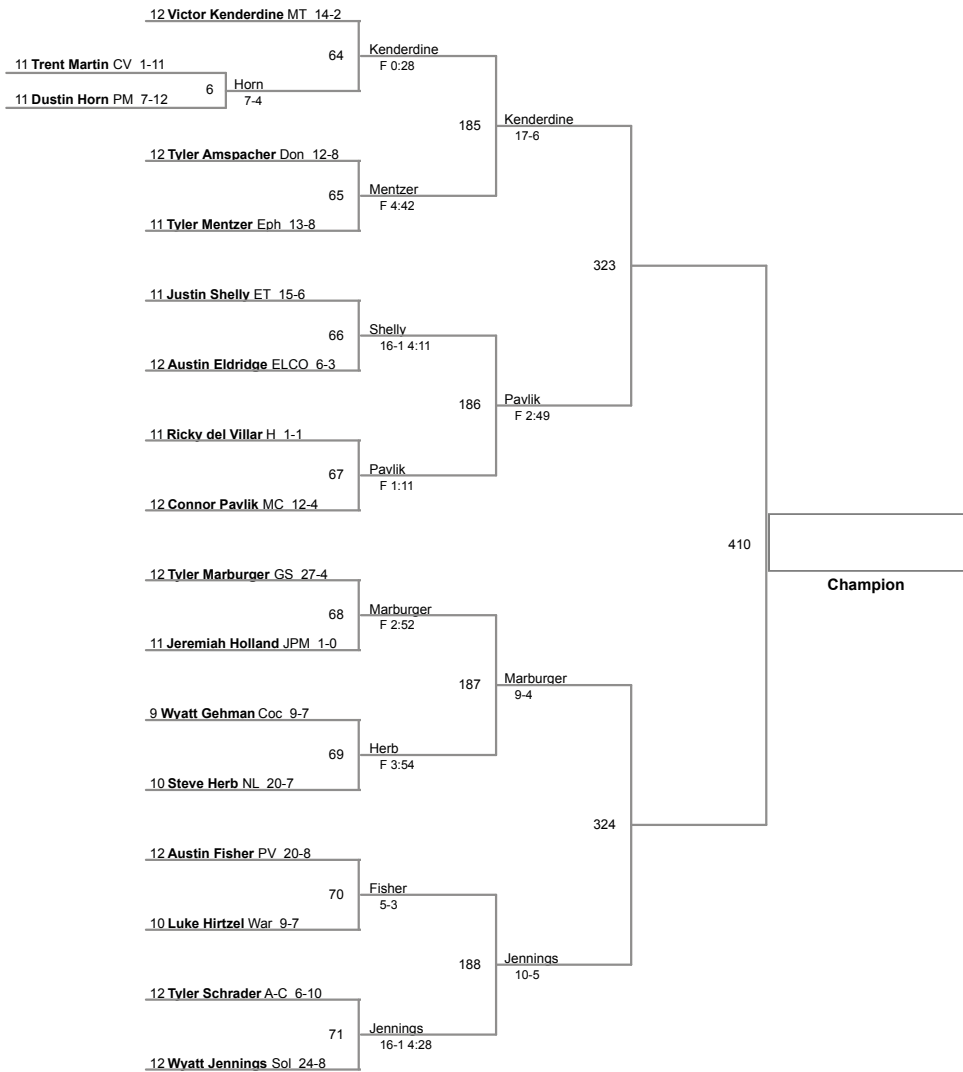 12 Victor Kenderdine MT 14-2
64
Kenderdine
F 0:28
11 Trent Martin CV 1-11
6
Horn
7-4
11 Dustin Horn PM 7-12
185
Kenderdine
17-6
12 Tyler Amspacher Don 12-8
65
Mentzer
F 4:42
11 Tyler Mentzer Eph 13-8
323
11 Justin Shelly ET 15-6
66
Shelly
16-1 4:11
12 Austin Eldridge ELCO 6-3
186
Pavlik
F 2:49
11 Ricky del Villar H 1-1
67
Pavlik
F 1:11
12 Connor Pavlik MC 12-4
410
Champion
12 Tyler Marburger GS 27-4
68
Marburger
F 2:52
11 Jeremiah Holland JPM 1-0
187
Marburger
9-4
9 Wyatt Gehman Coc 9-7
69
Herb
F 3:54
10 Steve Herb NL 20-7
324
12 Austin Fisher PV 20-8
70
Fisher
5-3
10 Luke Hirtzel War 9-7
188
Jennings
10-5
12 Tyler Schrader A-C 6-10
71
Jennings
16-1 4:28
12 Wyatt Jennings Sol 24-8